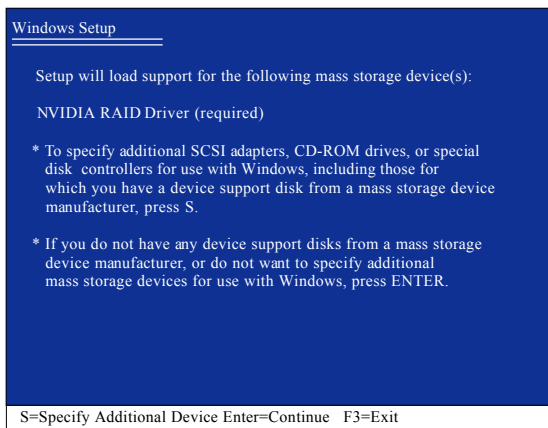 Windows Setup
Setup will load support for the following mass storage device(s):
NVIDIA RAID Driver (required)
* To specify additional SCSI adapters, CD-ROM drives, or special
disk controllers for use with Windows, including those for
which you have a device support disk from a mass storage device
manufacturer, press S.
* If you do not have any device support disks from a mass storage
device manufacturer, or do not want to specify additional
mass storage devices for use with Windows, press ENTER.
S=Specify Additional Device Enter=Continue F3=Exit